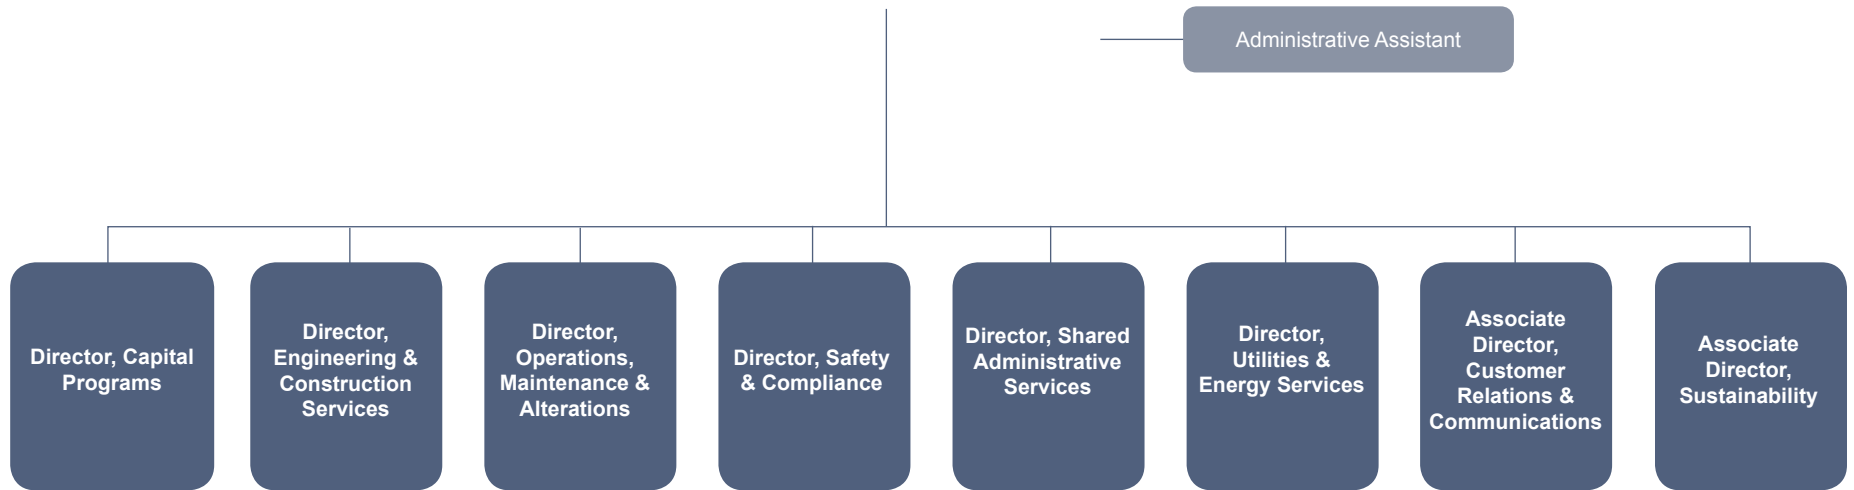 Administrative Assistant
Director, Capital
Programs
Director,
Engineering &
Construction
Services
Director,
Operations,
Maintenance &
Alterations
Director, Safety
& Compliance
Director, Shared
Administrative
Services
Director,
Utilities &
Energy Services
Associate
Director,
Customer
Relations &
Communications
Associate
Director,
Sustainability